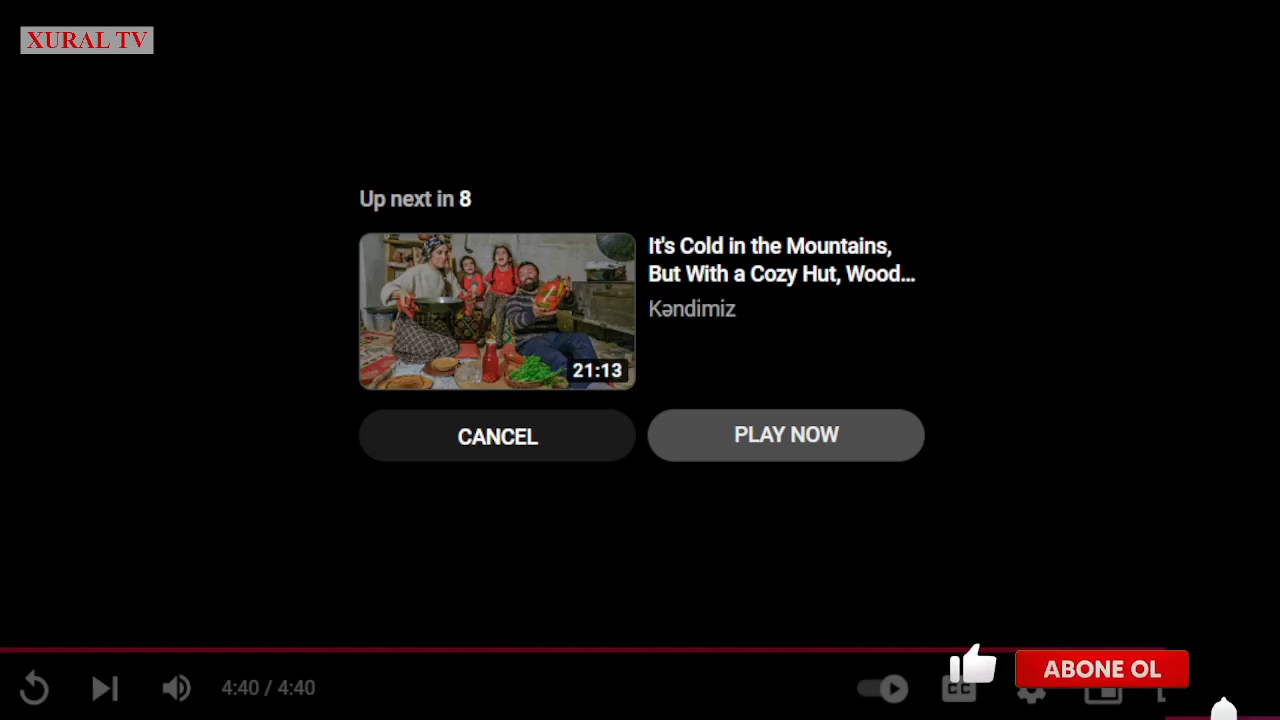 XURAL TV
Up next in 8
It's Cold in the Mountains,
But With a Cozy Hut, Wood...
Kəndimiz
21:13
CANCEL
PLAY NOW
4:40 / 4:40
CC
ABONE OL